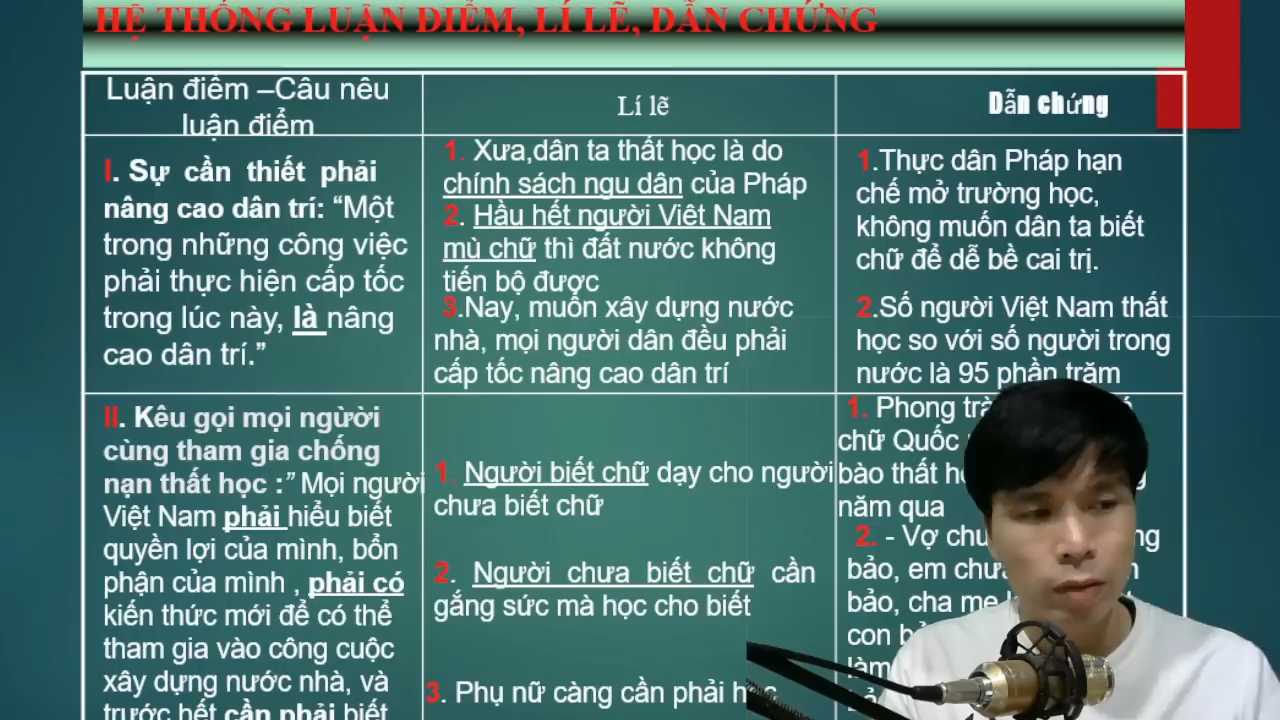 HỆ THỐNG LUẬN ĐIỂM, LÍ LẼ, DẪN CHỨNG
Luận điểm –Câu nêu
luận điểm
Lí lẽ
Dẫn chứng
I. Sự cần thiết phải
nâng cao dân trí: “Một
trong những công việc
phải thực hiện cấp tốc
trong lúc này, là nâng
cao dân trí.”
1. Xưa,dân ta thất học là do
chính sách ngu dân của Pháp
2. Hầu hết người Việt Nam
mù chữ thì đất nước không
tiến bộ được
3.Nay, muốn xây dựng nước
nhà, mọi người dân đều phải
cấp tốc nâng cao dân trí
1.Thực dân Pháp hạn
chế mở trường học,
không muốn dân ta biết
chữ để dễ bề cai trị.
2.Số người Việt Nam thất
học so với số người trong
nước là 95 phần trăm
II. Kêu gọi mọi ngừời
cùng tham gia chống
nạn thất học :” Mọi người
Việt Nam phải hiểu biết
quyền lợi của mình, bổn
phận của mình , phải có
kiến thức mới để có thể
tham gia vào công cuộc
xây dựng nước nhà, và
trước hết cần phải biết
1. Người biết chữ dạy cho người
chưa biết chữ
2. Người chưa biết chữ cần
gắng sức mà học cho biết
3. Phụ nữ càng cần phải
1. Phong
chữ Quốc
bào thất
năm qua
2. - Vợ
bảo, em
bảo, cha mẹ
con